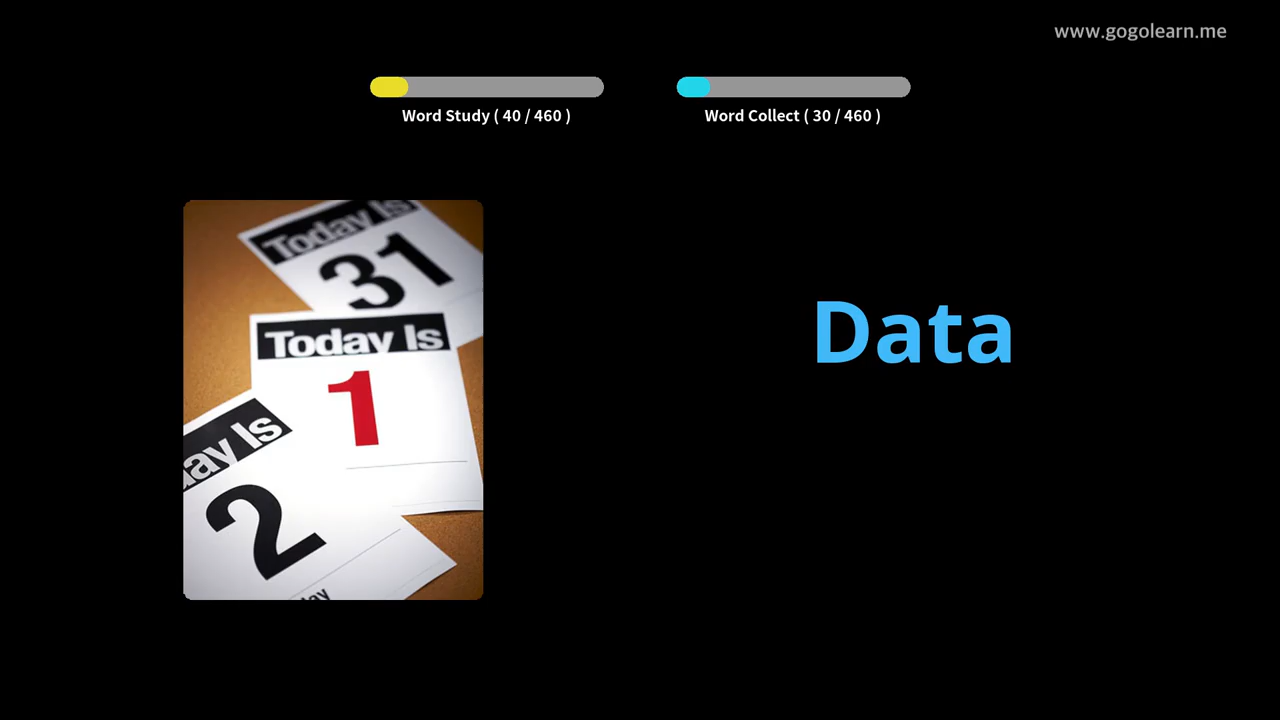 www.gogolearn.me
Word Study ( 40 / 460 )
Word Collect ( 30 / 460 )
Today Is
31
Today Is
1
day Is
2
Data